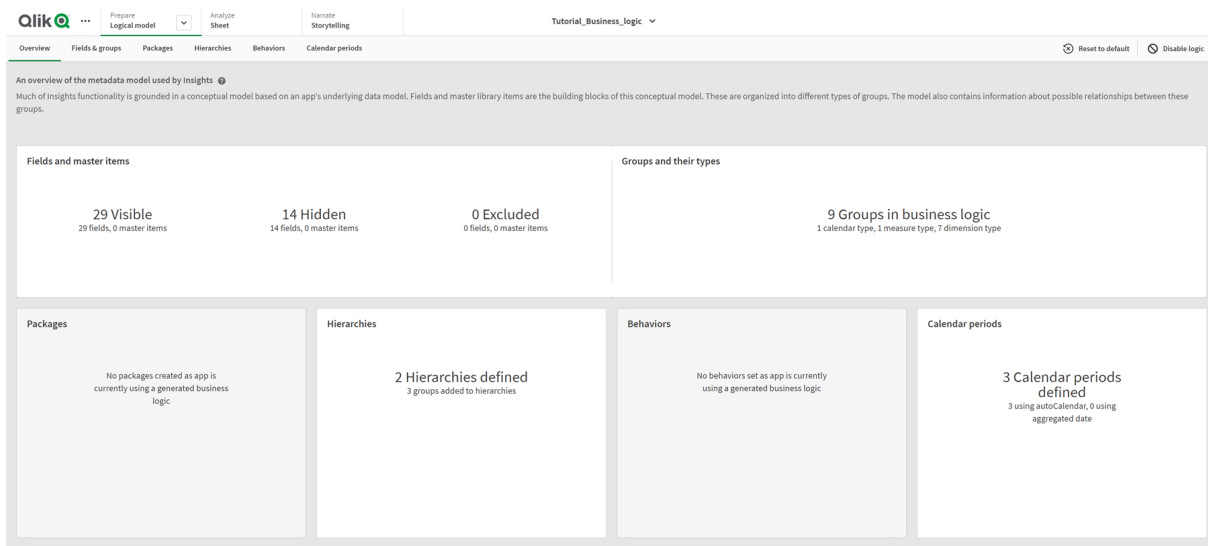 Qlik
Prepare
Logical model
Analyze
Sheet
Narrate
Storytelling
Tutorial_Business_logic
Overview
Fields & groups
Packages
Hierarchies
Behaviors
Calendar periods
Reset to default
Disable logic
An overview of the metadata model used by Insights
Much of Insights functionality is grounded in a conceptual model based on an app's underlying data model. Fields and master library items are the building blocks of this conceptual model. These are organized into different types of groups. The model also contains information about possible relationships between these
groups.
Fields and master items
29 Visible
29 fields, 0 master items
14 Hidden
14 fields, 0 master items
0 Excluded
0 fields, 0 master items
Groups and their types
9 Groups in business logic
1 calendar type, 1 measure type, 7 dimension type
Packages
No packages created as app is
currently using a generated business
logic
Hierarchies
2 Hierarchies defined
3 groups added to hierarchies
Behaviors
No behaviors set as app is currently
using a generated business logic
Calendar periods
3 Calendar periods
defined
3 using autoCalendar, 0 using
aggregated date